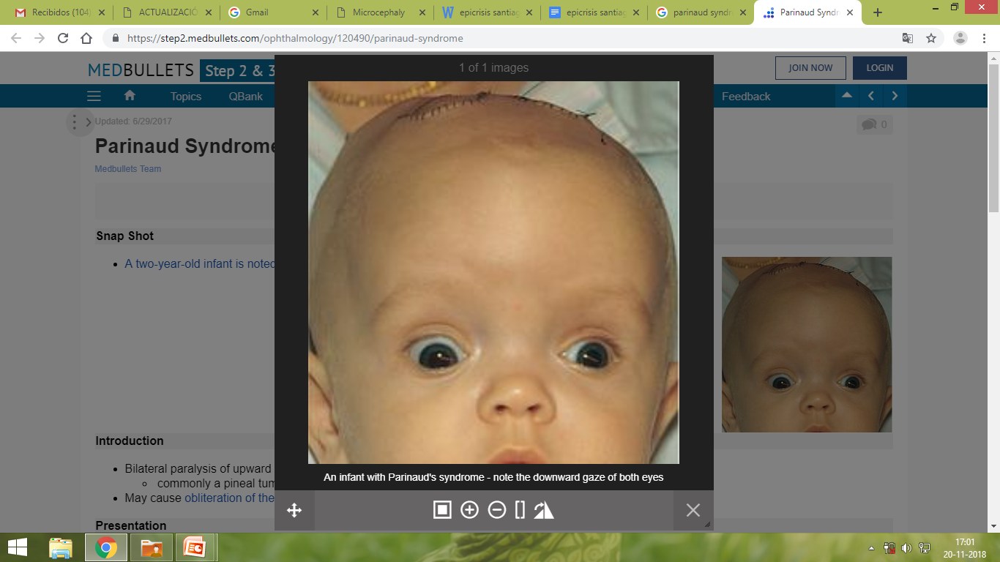 Recibidos (104)
ACTUALIZACIÓ
Gmail
Microcephaly
epicrisis santiag
epicrisis santiag
parinaud syndr
Parinaud Syndr
https://step2.medbullets.com/ophthalmology/120490/parinaud-syndrome
MEDBULLETS Step 2 & 3
1 of 1 images
JOIN NOW
LOGIN
Topics
QBank
Feedback
Updated: 6/29/2017
0
Parinaud Syndrome
Medbullets Team
Snap Shot
A two-year-old infant is noted
Introduction
Bilateral paralysis of upward
commonly a pineal tum
May cause obliteration of the
Presentation
An infant with Parinaud's syndrome - note the downward gaze of both eyes
17:01
20-11-2018